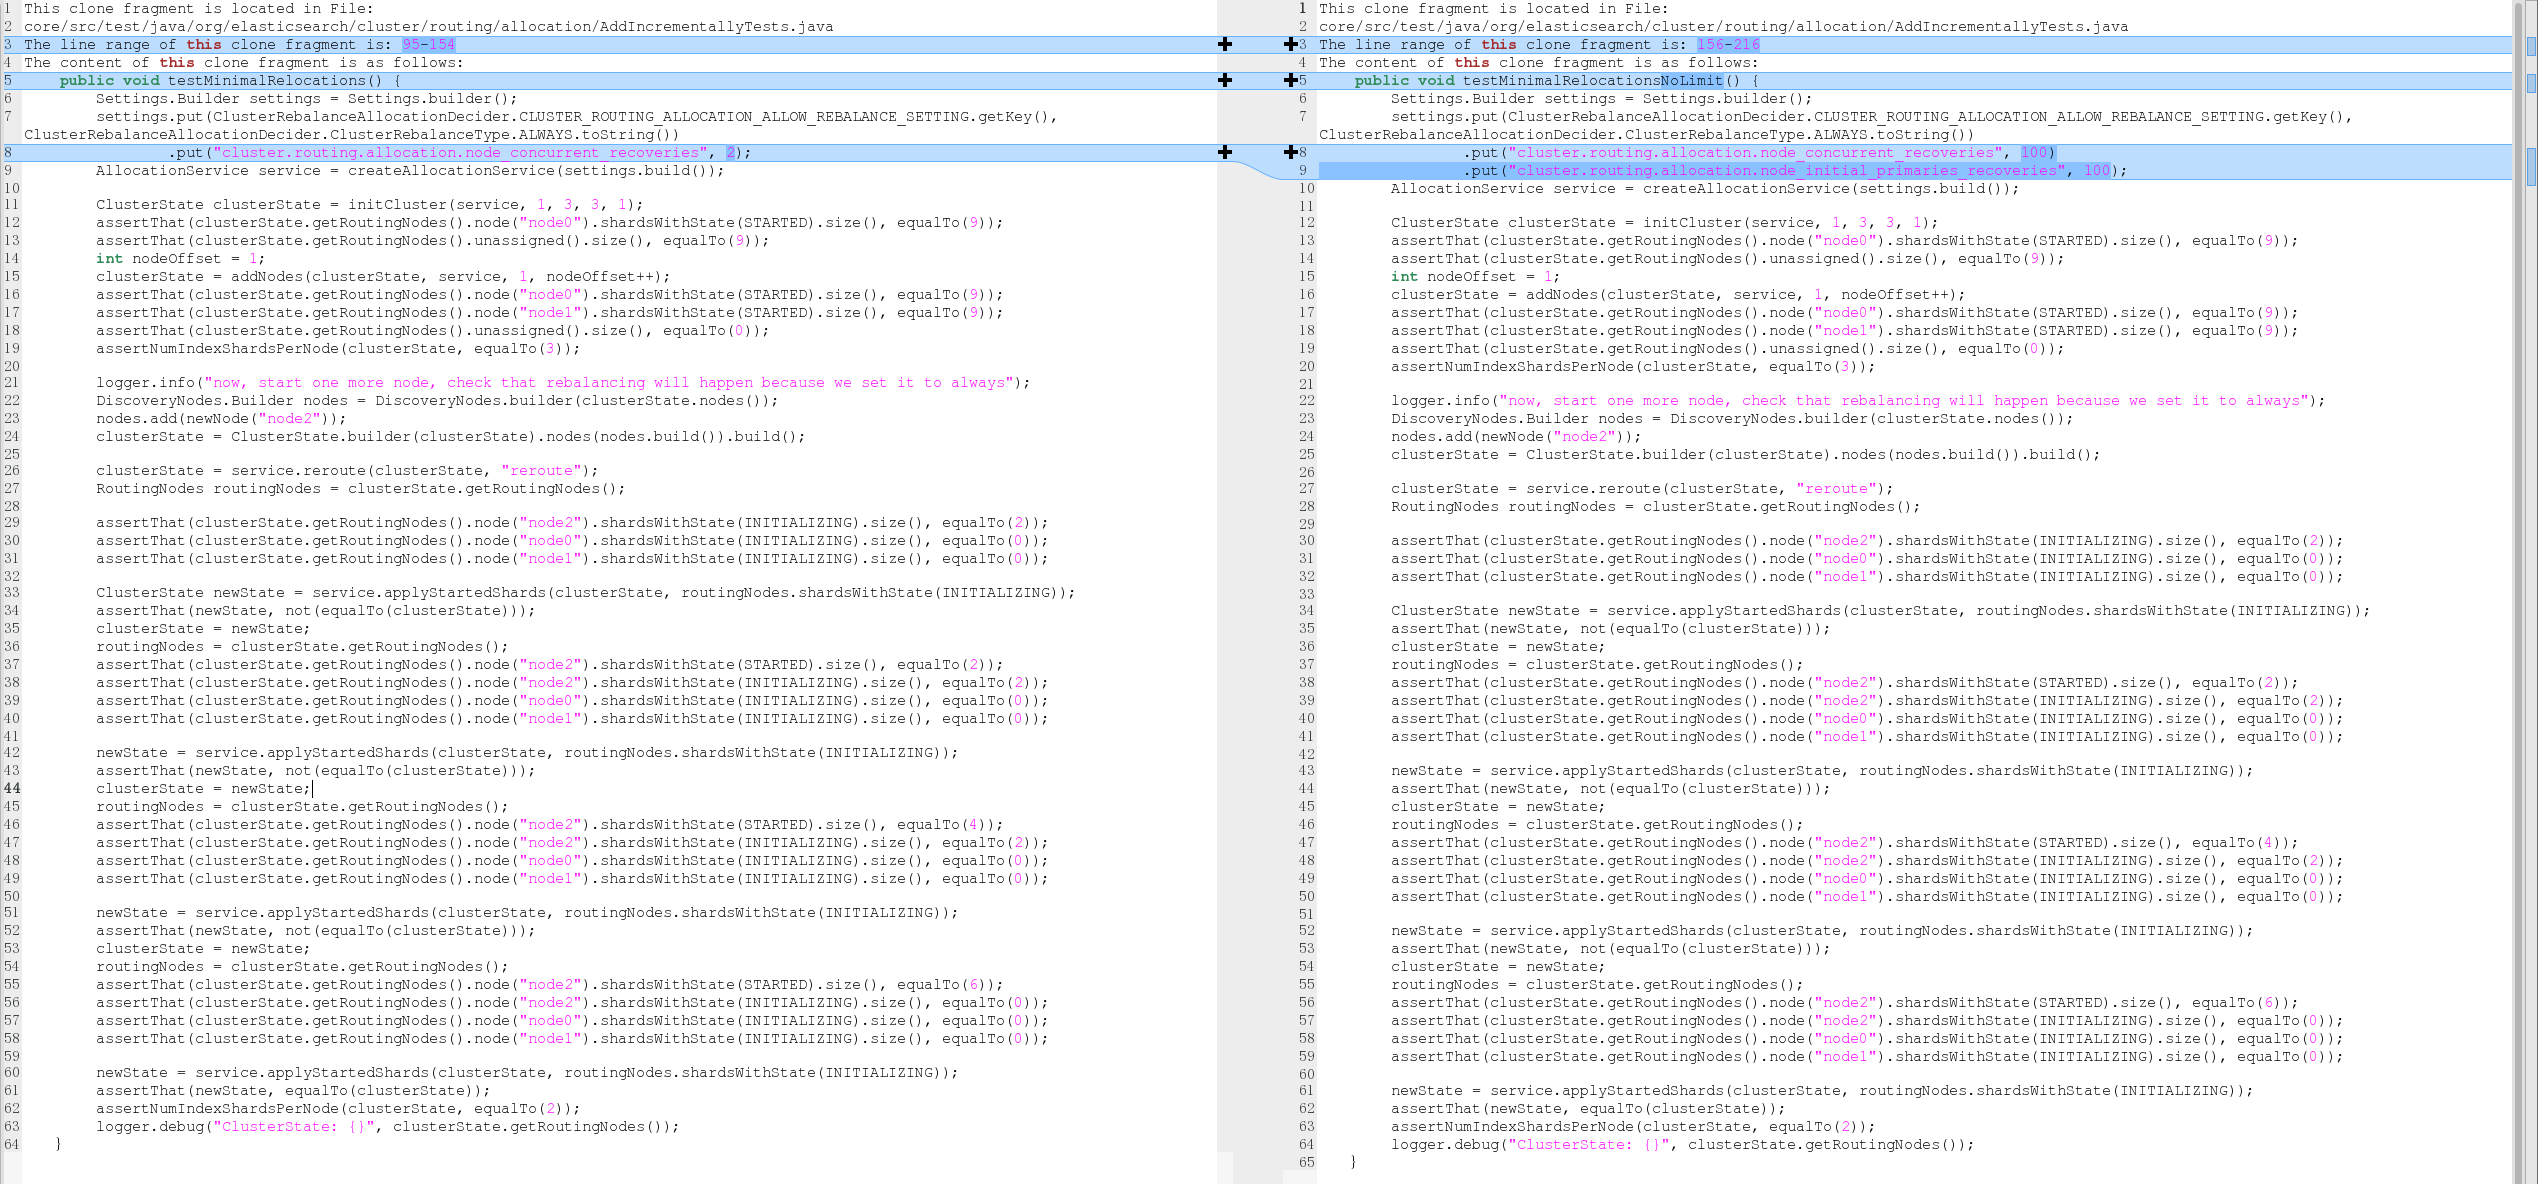 1 This clone fragment is located in File:
2 core/src/test/java/org/elasticsearch/cluster/routing/allocation/AddIncrementallyTests.java
3 The line range of this clone fragment is: 95-154
4 The content of this clone fragment is as follows:
5     public void testMinimalRelocations() {
6         Settings.Builder settings = Settings.builder();
7         settings.put(ClusterRebalanceAllocationDecider.CLUSTER_ROUTING_ALLOCATION_ALLOW_REBALANCE_SETTING.getKey(),
ClusterRebalanceAllocationDecider.ClusterRebalanceType.ALWAYS.toString())
8                 .put("cluster.routing.allocation.node_concurrent_recoveries", 2);
9         AllocationService service = createAllocationService(settings.build());
10
11         ClusterState clusterState = initCluster(service, 1, 3, 3, 1);
12         assertThat(clusterState.getRoutingNodes().node("node0").shardsWithState(STARTED).size(), equalTo(9));
13         assertThat(clusterState.getRoutingNodes().unassigned().size(), equalTo(9));
14         int nodeOffset = 1;
15         clusterState = addNodes(clusterState, service, 1, nodeOffset++);
16         assertThat(clusterState.getRoutingNodes().node("node0").shardsWithState(STARTED).size(), equalTo(9));
17         assertThat(clusterState.getRoutingNodes().node("node1").shardsWithState(STARTED).size(), equalTo(9));
18         assertThat(clusterState.getRoutingNodes().unassigned().size(), equalTo(0));
19         assertNumIndexShardsPerNode(clusterState, equalTo(3));
20
21         logger.info("now, start one more node, check that rebalancing will happen because we set it to always");
22         DiscoveryNodes.Builder nodes = DiscoveryNodes.builder(clusterState.nodes());
23         nodes.add(newNode("node2"));
24         clusterState = ClusterState.builder(clusterState).nodes(nodes.build()).build();
25
26         clusterState = service.reroute(clusterState, "reroute");
27         RoutingNodes routingNodes = clusterState.getRoutingNodes();
28
29         assertThat(clusterState.getRoutingNodes().node("node2").shardsWithState(INITIALIZING).size(), equalTo(2));
30         assertThat(clusterState.getRoutingNodes().node("node0").shardsWithState(INITIALIZING).size(), equalTo(0));
31         assertThat(clusterState.getRoutingNodes().node("node1").shardsWithState(INITIALIZING).size(), equalTo(0));
32
33         ClusterState newState = service.applyStartedShards(clusterState, routingNodes.shardsWithState(INITIALIZING));
34         assertThat(newState, not(equalTo(clusterState)));
35         clusterState = newState;
36         routingNodes = clusterState.getRoutingNodes();
37         assertThat(clusterState.getRoutingNodes().node("node2").shardsWithState(STARTED).size(), equalTo(2));
38         assertThat(clusterState.getRoutingNodes().node("node2").shardsWithState(INITIALIZING).size(), equalTo(2));
39         assertThat(clusterState.getRoutingNodes().node("node0").shardsWithState(INITIALIZING).size(), equalTo(0));
40         assertThat(clusterState.getRoutingNodes().node("node1").shardsWithState(INITIALIZING).size(), equalTo(0));
41
42         newState = service.applyStartedShards(clusterState, routingNodes.shardsWithState(INITIALIZING));
43         assertThat(newState, not(equalTo(clusterState)));
44         clusterState = newState;
45         routingNodes = clusterState.getRoutingNodes();
46         assertThat(clusterState.getRoutingNodes().node("node2").shardsWithState(STARTED).size(), equalTo(4));
47         assertThat(clusterState.getRoutingNodes().node("node2").shardsWithState(INITIALIZING).size(), equalTo(2));
48         assertThat(clusterState.getRoutingNodes().node("node0").shardsWithState(INITIALIZING).size(), equalTo(0));
49         assertThat(clusterState.getRoutingNodes().node("node1").shardsWithState(INITIALIZING).size(), equalTo(0));
50
51         newState = service.applyStartedShards(clusterState, routingNodes.shardsWithState(INITIALIZING));
52         assertThat(newState, not(equalTo(clusterState)));
53         clusterState = newState;
54         routingNodes = clusterState.getRoutingNodes();
55         assertThat(clusterState.getRoutingNodes().node("node2").shardsWithState(STARTED).size(), equalTo(6));
56         assertThat(clusterState.getRoutingNodes().node("node2").shardsWithState(INITIALIZING).size(), equalTo(0));
57         assertThat(clusterState.getRoutingNodes().node("node0").shardsWithState(INITIALIZING).size(), equalTo(0));
58         assertThat(clusterState.getRoutingNodes().node("node1").shardsWithState(INITIALIZING).size(), equalTo(0));
59
60         newState = service.applyStartedShards(clusterState, routingNodes.shardsWithState(INITIALIZING));
61         assertThat(newState, equalTo(clusterState));
62         assertNumIndexShardsPerNode(clusterState, equalTo(2));
63         logger.debug("ClusterState: {}", clusterState.getRoutingNodes());
64     }
1 This clone fragment is located in File:
2 core/src/test/java/org/elasticsearch/cluster/routing/allocation/AddIncrementallyTests.java
3 The line range of this clone fragment is: 156-216
4 The content of this clone fragment is as follows:
5     public void testMinimalRelocationsNoLimit() {
6         Settings.Builder settings = Settings.builder();
7         settings.put(ClusterRebalanceAllocationDecider.CLUSTER_ROUTING_ALLOCATION_ALLOW_REBALANCE_SETTING.getKey(),
ClusterRebalanceAllocationDecider.ClusterRebalanceType.ALWAYS.toString())
8                 .put("cluster.routing.allocation.node_concurrent_recoveries", 100)
9                 .put("cluster.routing.allocation.node_initial_primaries_recoveries", 100);
10         AllocationService service = createAllocationService(settings.build());
11
12         ClusterState clusterState = initCluster(service, 1, 3, 3, 1);
13         assertThat(clusterState.getRoutingNodes().node("node0").shardsWithState(STARTED).size(), equalTo(9));
14         assertThat(clusterState.getRoutingNodes().unassigned().size(), equalTo(9));
15         int nodeOffset = 1;
16         clusterState = addNodes(clusterState, service, 1, nodeOffset++);
17         assertThat(clusterState.getRoutingNodes().node("node0").shardsWithState(STARTED).size(), equalTo(9));
18         assertThat(clusterState.getRoutingNodes().node("node1").shardsWithState(STARTED).size(), equalTo(9));
19         assertThat(clusterState.getRoutingNodes().unassigned().size(), equalTo(0));
20         assertNumIndexShardsPerNode(clusterState, equalTo(3));
21
22         logger.info("now, start one more node, check that rebalancing will happen because we set it to always");
23         DiscoveryNodes.Builder nodes = DiscoveryNodes.builder(clusterState.nodes());
24         nodes.add(newNode("node2"));
25         clusterState = ClusterState.builder(clusterState).nodes(nodes.build()).build();
26
27         clusterState = service.reroute(clusterState, "reroute");
28         RoutingNodes routingNodes = clusterState.getRoutingNodes();
29
30         assertThat(clusterState.getRoutingNodes().node("node2").shardsWithState(INITIALIZING).size(), equalTo(2));
31         assertThat(clusterState.getRoutingNodes().node("node0").shardsWithState(INITIALIZING).size(), equalTo(0));
32         assertThat(clusterState.getRoutingNodes().node("node1").shardsWithState(INITIALIZING).size(), equalTo(0));
33
34         ClusterState newState = service.applyStartedShards(clusterState, routingNodes.shardsWithState(INITIALIZING));
35         assertThat(newState, not(equalTo(clusterState)));
36         clusterState = newState;
37         routingNodes = clusterState.getRoutingNodes();
38         assertThat(clusterState.getRoutingNodes().node("node2").shardsWithState(STARTED).size(), equalTo(2));
39         assertThat(clusterState.getRoutingNodes().node("node2").shardsWithState(INITIALIZING).size(), equalTo(2));
40         assertThat(clusterState.getRoutingNodes().node("node0").shardsWithState(INITIALIZING).size(), equalTo(0));
41         assertThat(clusterState.getRoutingNodes().node("node1").shardsWithState(INITIALIZING).size(), equalTo(0));
42
43         newState = service.applyStartedShards(clusterState, routingNodes.shardsWithState(INITIALIZING));
44         assertThat(newState, not(equalTo(clusterState)));
45         clusterState = newState;
46         routingNodes = clusterState.getRoutingNodes();
47         assertThat(clusterState.getRoutingNodes().node("node2").shardsWithState(STARTED).size(), equalTo(4));
48         assertThat(clusterState.getRoutingNodes().node("node2").shardsWithState(INITIALIZING).size(), equalTo(2));
49         assertThat(clusterState.getRoutingNodes().node("node0").shardsWithState(INITIALIZING).size(), equalTo(0));
50         assertThat(clusterState.getRoutingNodes().node("node1").shardsWithState(INITIALIZING).size(), equalTo(0));
51
52         newState = service.applyStartedShards(clusterState, routingNodes.shardsWithState(INITIALIZING));
53         assertThat(newState, not(equalTo(clusterState)));
54         clusterState = newState;
55         routingNodes = clusterState.getRoutingNodes();
56         assertThat(clusterState.getRoutingNodes().node("node2").shardsWithState(STARTED).size(), equalTo(6));
57         assertThat(clusterState.getRoutingNodes().node("node2").shardsWithState(INITIALIZING).size(), equalTo(0));
58         assertThat(clusterState.getRoutingNodes().node("node0").shardsWithState(INITIALIZING).size(), equalTo(0));
59         assertThat(clusterState.getRoutingNodes().node("node1").shardsWithState(INITIALIZING).size(), equalTo(0));
60
61         newState = service.applyStartedShards(clusterState, routingNodes.shardsWithState(INITIALIZING));
62         assertThat(newState, equalTo(clusterState));
63         assertNumIndexShardsPerNode(clusterState, equalTo(2));
64         logger.debug("ClusterState: {}", clusterState.getRoutingNodes());
65     }